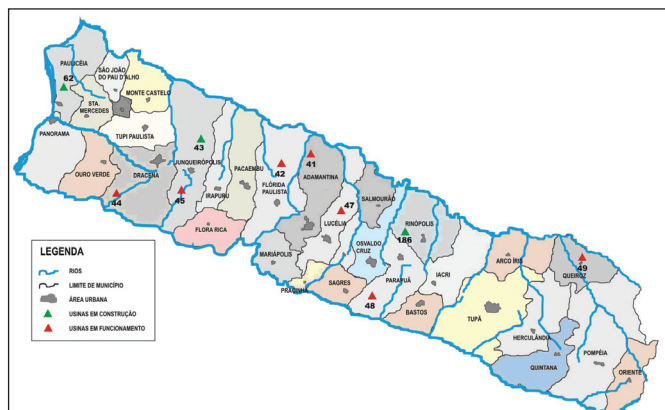 PAULICÉIA
SÃO JOÃO
DO PAU D'ALHO
62
MONTE CASTELO
STA.
MERCEDES
PANORAMA
TUPI PAULISTA
43
OURO VERDE
DRACENA
JUNQUEIRÓPOLIS
PACAEMBU
42
41
ADAMANTINA
FLÓRIDA
PAULISTA
44
45
IRAPURU
47
SALMOURÃO
LUCÉLIA
RINÓPOLIS
FLORA RICA
186
OSVALDO
CRUZ
MARIÁPOLIS
ARCO ÍRIS
49
QUEIROZ
IACRI
PRACINHA
SAGRES
PARAPUÃ
48
BASTOS
TUPÃ
HERCULÂNDIA
POMPÉIA
QUINTANA
ORIENTE
LEGENDA
RIOS
LIMITE DE MUNICÍPIO
ÁREA URBANA
USINAS EM CONSTRUÇÃO
USINAS EM FUNCIONAMENTO